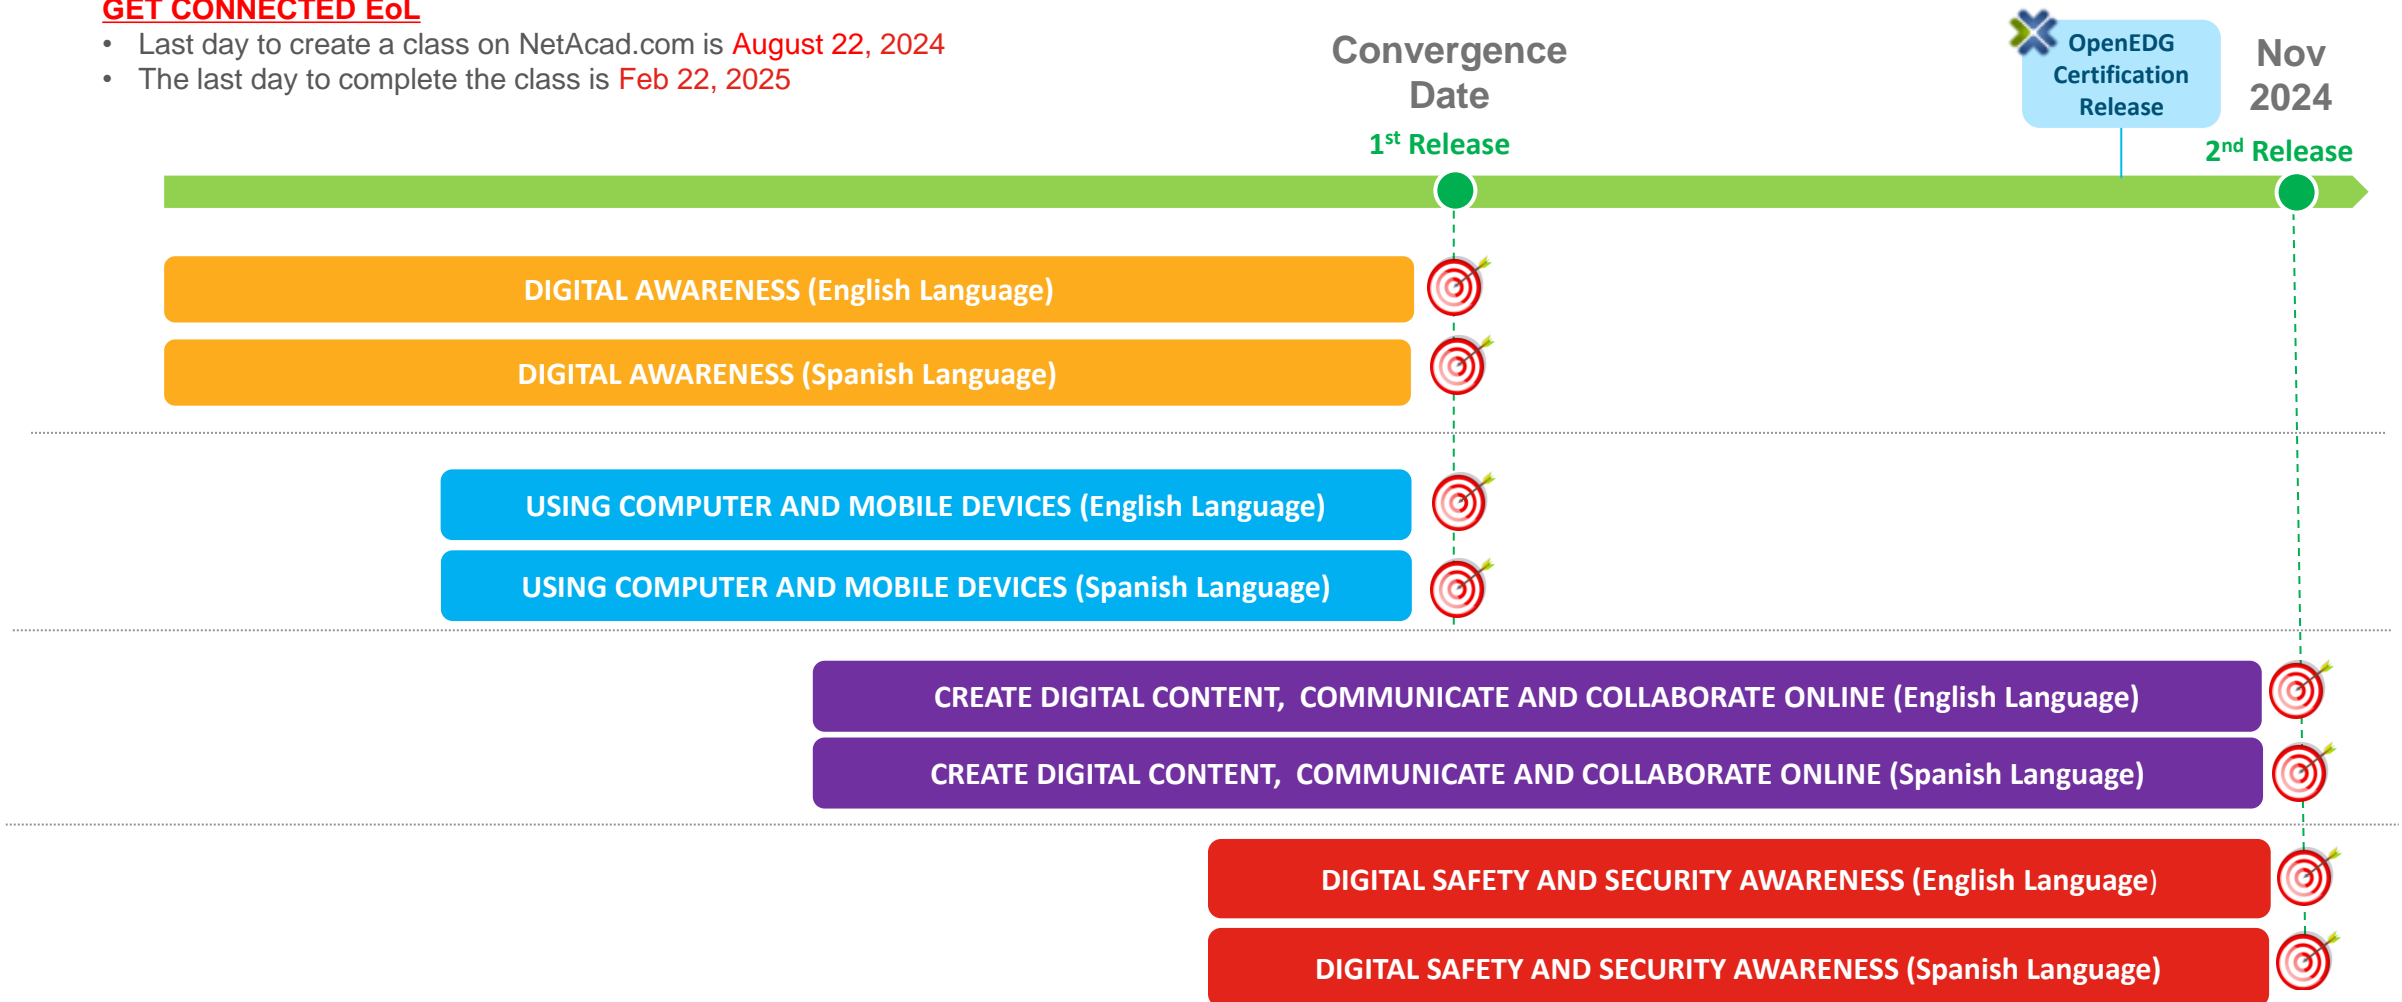 GET CONNECTED EoL
• Last day to create a class on NetAcad.com is August 22, 2024
• The last day to complete the class is Feb 22, 2025
Convergence
Date
1st Release
OpenEDG
Certification
Release
Nov
2024
2nd Release
DIGITAL AWARENESS (English Language)
DIGITAL AWARENESS (Spanish Language)
USING COMPUTER AND MOBILE DEVICES (English Language)
USING COMPUTER AND MOBILE DEVICES (Spanish Language)
CREATE DIGITAL CONTENT,  COMMUNICATE AND COLLABORATE ONLINE (English Language)
CREATE DIGITAL CONTENT,  COMMUNICATE AND COLLABORATE ONLINE (Spanish Language)
DIGITAL SAFETY AND SECURITY AWARENESS (English Language)
DIGITAL SAFETY AND SECURITY AWARENESS (Spanish Language)